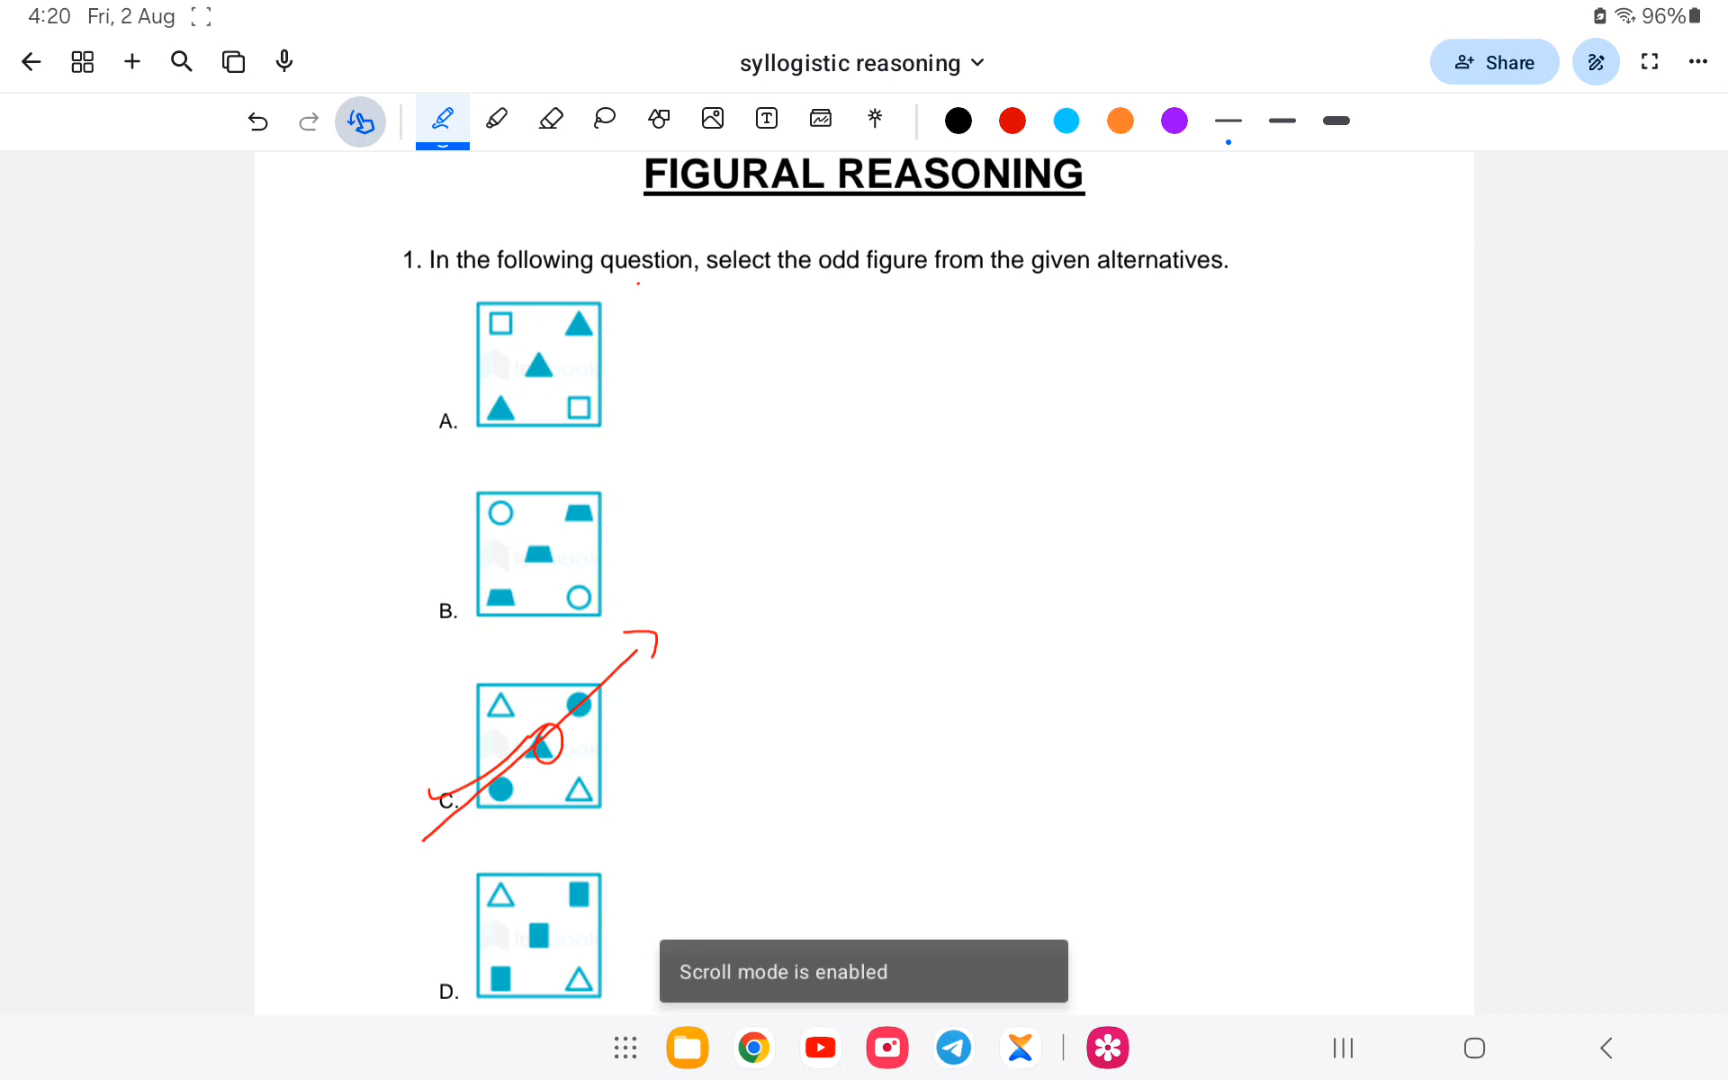 4:20 Fri, 2 Aug
96%
syllogistic reasoning
Share
FIGURAL REASONING
1. In the following question, select the odd figure from the given alternatives.
A.
B.
C.
D.
Scroll mode is enabled